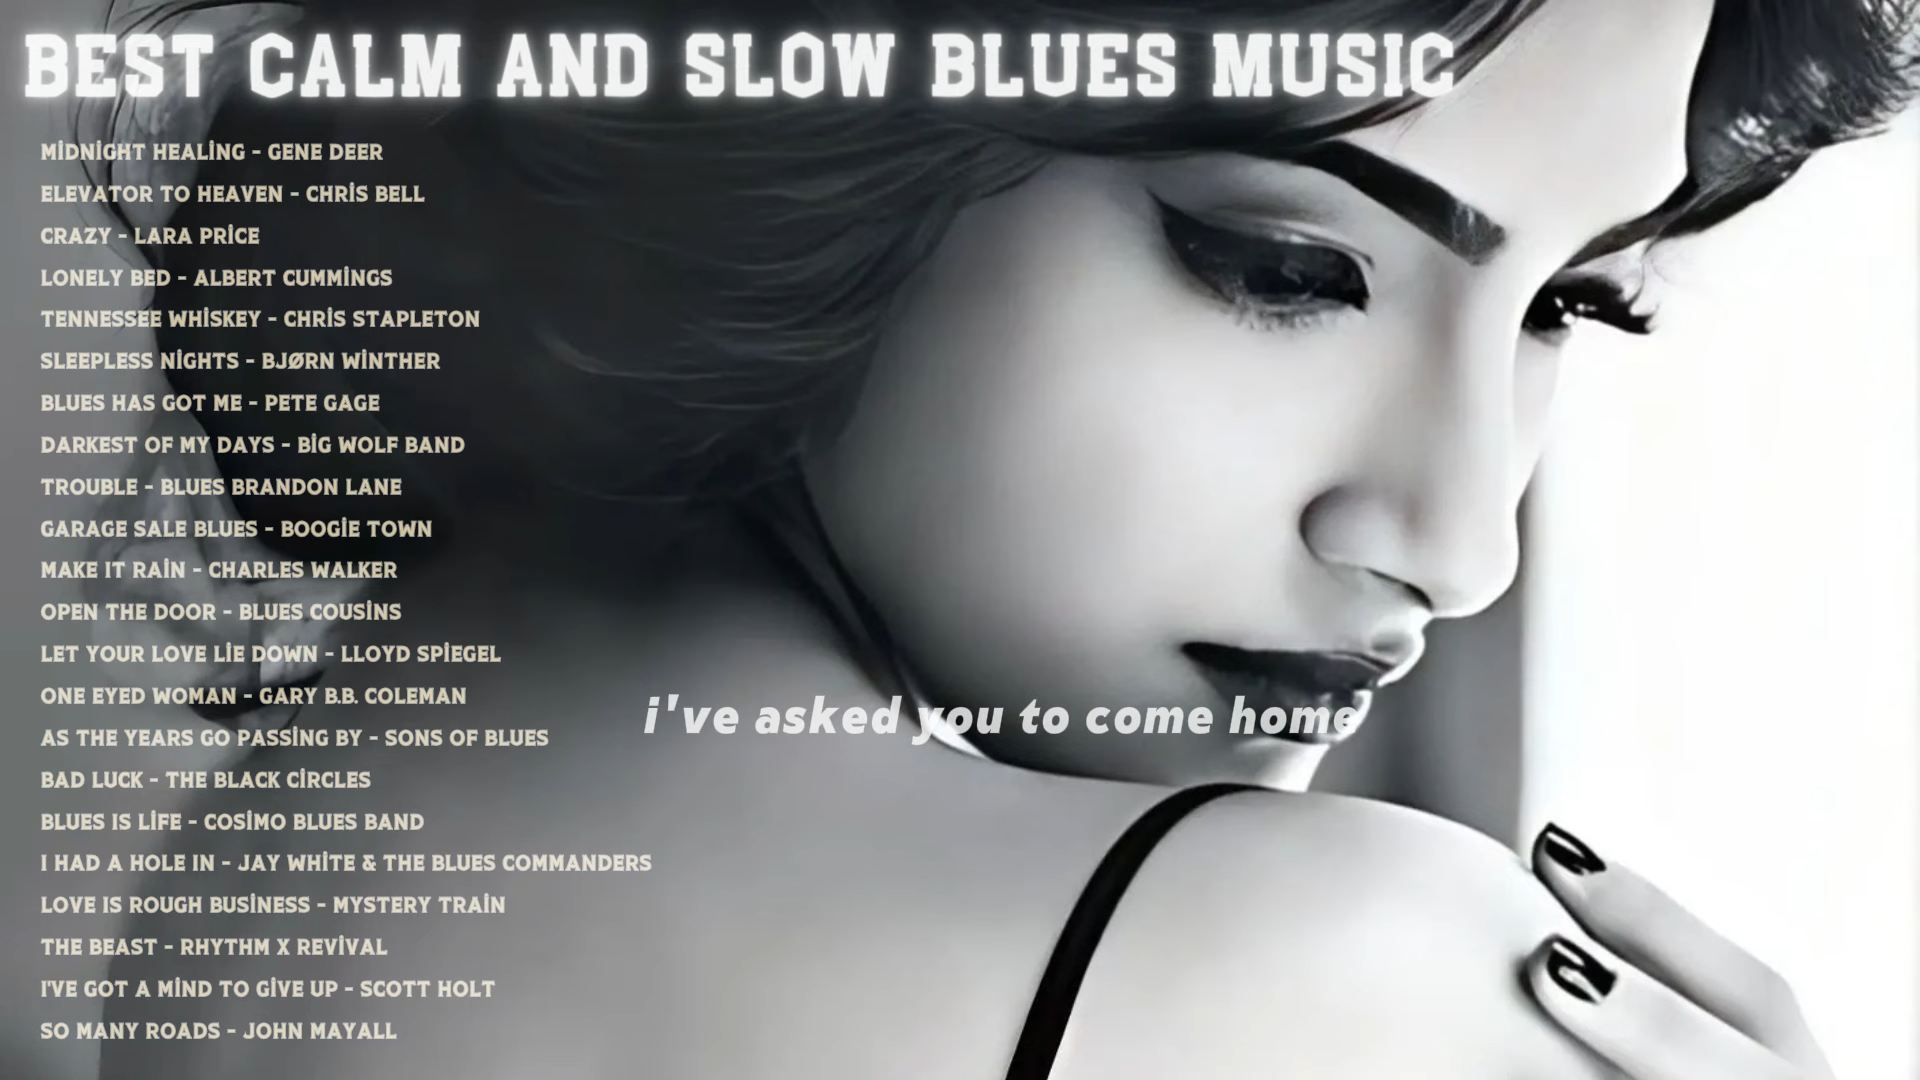 BEST CALM AND SLOW BLUES MUSIC
MİDNİGHT HEALİNG - GENE DEER
ELEVATOR TO HEAVEN - CHRİS BELL
CRAZY - LARA PRİCE
LONELY BED - ALBERT CUMMİNGS
TENNESSEE WHİSKEY - CHRİS STAPLETON
SLEEPLESS NİGHTS - BJØRN WİNTHER
BLUES HAS GOT ME - PETE GAGE
DARKEST OF MY DAYS - BİG WOLF BAND
TROUBLE - BLUES BRANDON LANE
GARAGE SALE BLUES - BOOGİE TOWN
MAKE IT RAİN - CHARLES WALKER
OPEN THE DOOR - BLUES COUSİNS
LET YOUR LOVE LİE DOWN - LLOYD SPİEGEL
ONE EYED WOMAN - GARY B.B. COLEMAN
i've asked you to come home
AS THE YEARS GO PASSİNG BY - SONS OF BLUES
BAD LUCK - THE BLACK CİRCLES
BLUES IS LİFE - COSİMO BLUES BAND
I HAD A HOLE IN - JAY WHİTE & THE BLUES COMMANDERS
LOVE IS ROUGH BUSİNESS - MYSTERY TRAİN
THE BEAST - RHYTHM X REVİVAL
I'VE GOT A MİND TO GİVE UP - SCOTT HOLT
SO MANY ROADS - JOHN MAYALL